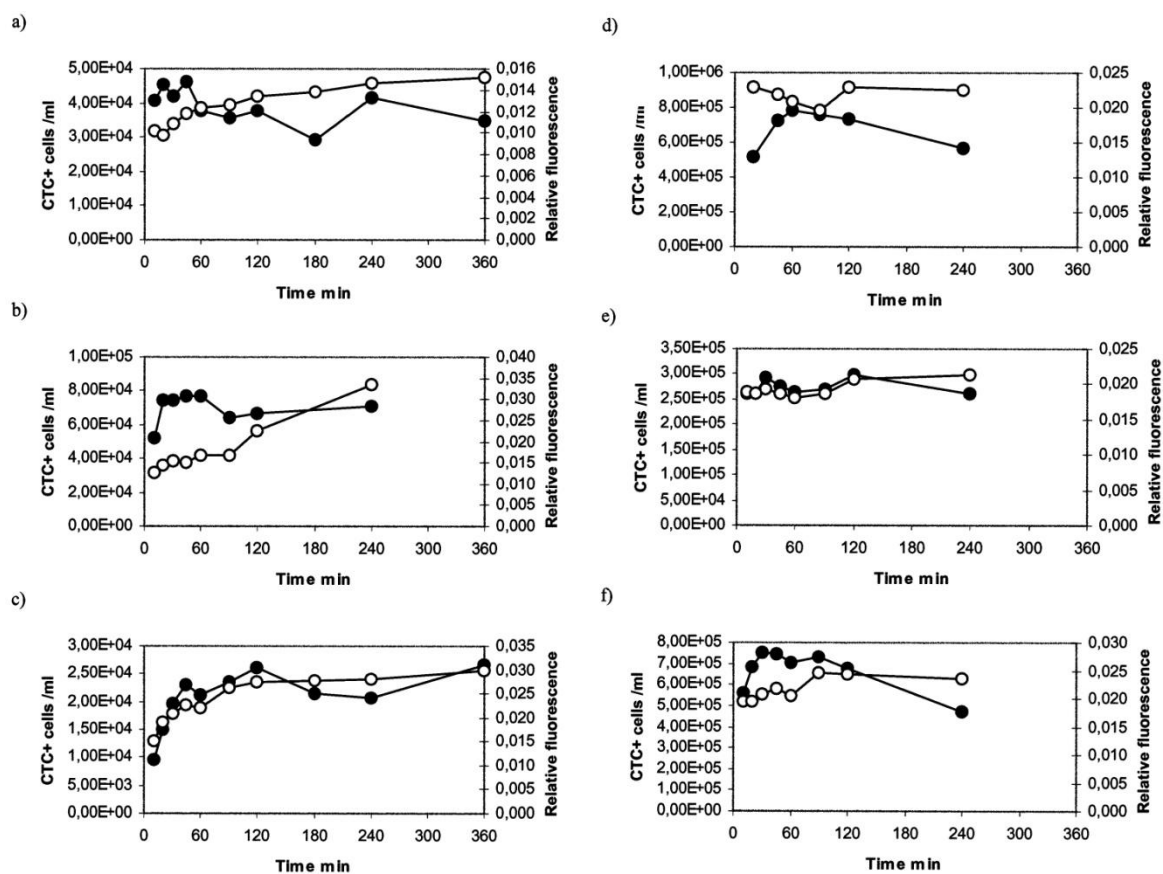 a)
5,00E+04
4,00E+04
3,00E+04
2,00E+04
1,00E+04
0,00E+00
CTC+ cells /ml
0,016
0,014
0,012
0,010
0,008
0,006
0,004
0,002
0,000
Relative fluorescence
0 60 120 180 240 300 360
Time min
b)
1,00E+05
8,00E+04
6,00E+04
4,00E+04
2,00E+04
0,00E+00
CTC+ cells /ml
0,040
0,035
0,030
0,025
0,020
0,015
0,010
0,005
0,000
Relative fluorescence
0 60 120 180 240 300 360
Time min
c)
3,00E+04
2,50E+04
2,00E+04
1,50E+04
1,00E+04
5,00E+03
0,00E+00
CTC+ cells /ml
0,035
0,030
0,025
0,020
0,015
0,010
0,005
0,000
Relative fluorescence
0 60 120 180 240 300 360
Time min
d)
1,00E+06
8,00E+05
6,00E+05
4,00E+05
2,00E+05
0,00E+00
CTC+ cells /ml
0,025
0,020
0,015
0,010
0,005
0,000
Relative fluorescence
0 60 120 180 240 300 360
Time min
e)
3,50E+05
3,00E+05
2,50E+05
2,00E+05
1,50E+05
1,00E+05
5,00E+04
0,00E+00
CTC+ cells /ml
0,025
0,020
0,015
0,010
0,005
0,000
Relative fluorescence
0 60 120 180 240 300 360
Time min
f)
8,00E+05
7,00E+05
6,00E+05
5,00E+05
4,00E+05
3,00E+05
2,00E+05
1,00E+05
0,00E+00
CTC+ cells /ml
0,030
0,025
0,020
0,015
0,010
0,005
0,000
Relative fluorescence
0 60 120 180 240 300 360
Time min